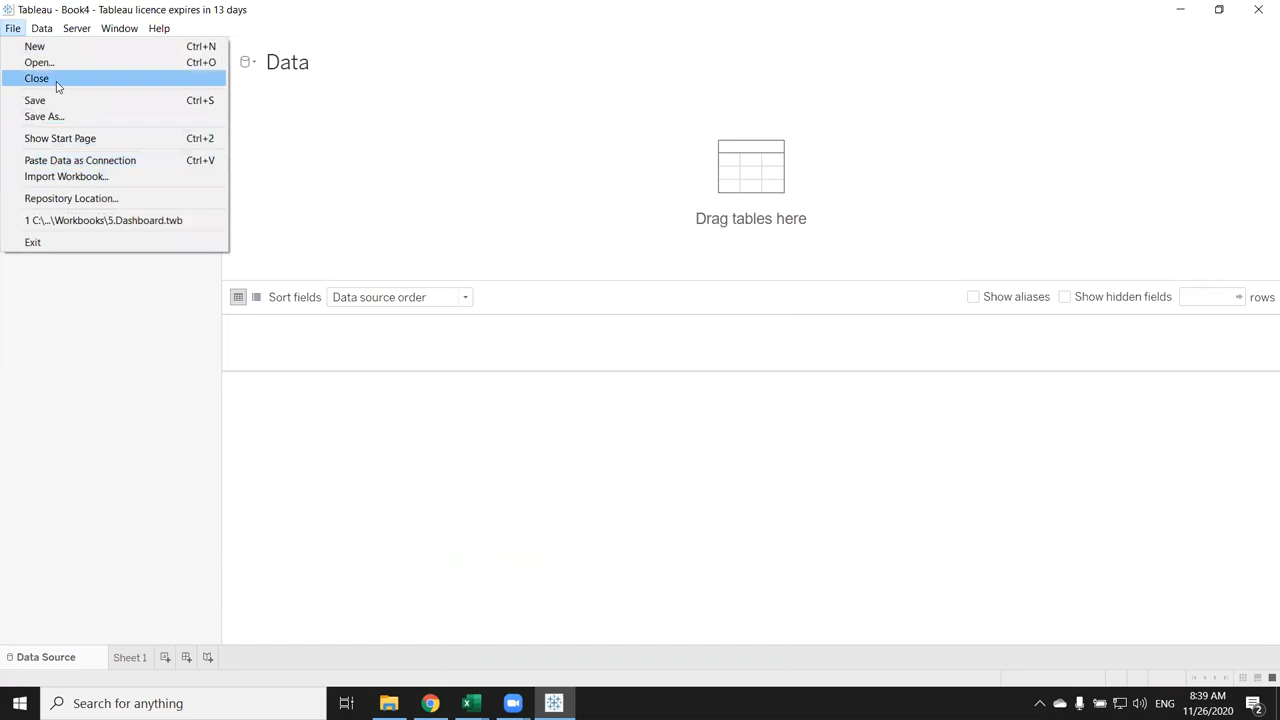 Tableau - Book4 - Tableau licence expires in 13 days
File Data Server Window Help
New Ctrl+N
Open... Ctrl+O
Close
Save Ctrl+S
Save As...
Show Start Page Ctrl+2
Paste Data as Connection Ctrl+V
Import Workbook...
Repository Location...
1 C:\...\Workbooks\5.Dashboard.twb
Exit
Data
Drag tables here
Sort fields Data source order Show aliases Show hidden fields rows
Data Source Sheet 1
Search for anything
ENG
8:39 AM
11/26/2020
2